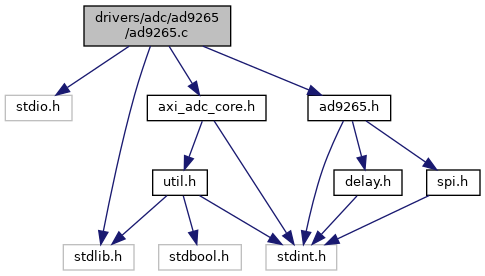 drivers/adc/ad9265
/ad9265.c
stdio.h
axi_adc_core.h
ad9265.h
util.h
delay.h
spi.h
stdlib.h
stdbool.h
stdint.h